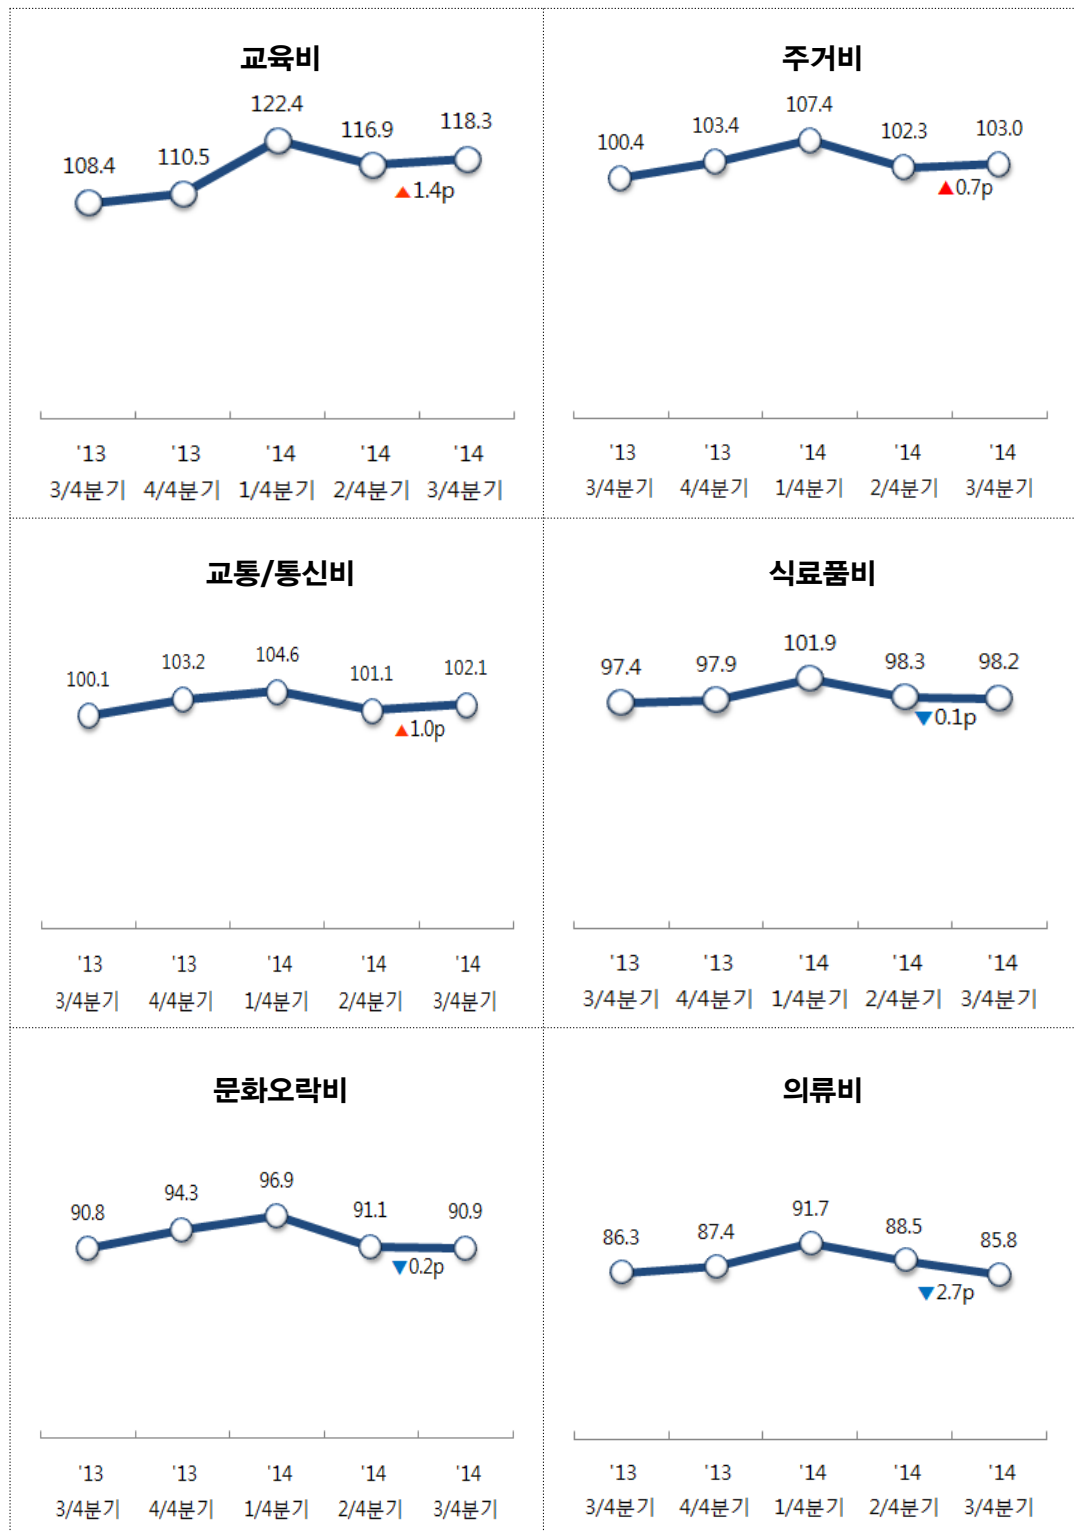 교육비
122.4
118.3
116.9
110.5
108.4
▲1.4p
'13 '13 '14 '14 '14
3/4분기 4/4분기 1/4분기 2/4분기 3/4분기
주거비
107.4
103.4
102.3
103.0
100.4
▲0.7p
'13 '13 '14 '14 '14
3/4분기 4/4분기 1/4분기 2/4분기 3/4분기
교통/통신비
104.6
103.2
101.1
102.1
100.1
▲1.0p
'13 '13 '14 '14 '14
3/4분기 4/4분기 1/4분기 2/4분기 3/4분기
식료품비
101.9
97.4
97.9
98.3
98.2
▼0.1p
'13 '13 '14 '14 '14
3/4분기 4/4분기 1/4분기 2/4분기 3/4분기
문화오락비
96.9
94.3
90.8
91.1
90.9
▼0.2p
'13 '13 '14 '14 '14
3/4분기 4/4분기 1/4분기 2/4분기 3/4분기
의류비
91.7
86.3
87.4
88.5
85.8
▼2.7p
'13 '13 '14 '14 '14
3/4분기 4/4분기 1/4분기 2/4분기 3/4분기